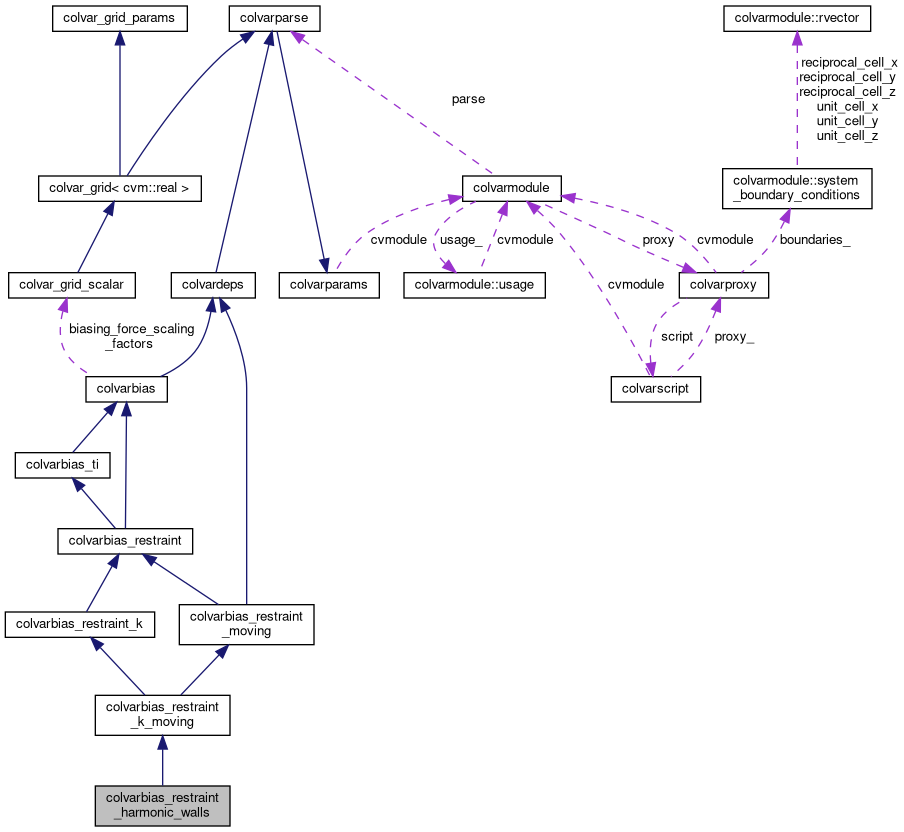 colvar_grid_params
colvarparse
colvarmodule::rvector
reciprocal_cell_x
reciprocal_cell_y
reciprocal_cell_z
unit_cell_x
unit_cell_y
unit_cell_z
parse
colvar_grid< cvm::real >
colvarmodule
colvarmodule::system
_boundary_conditions
cvmodule
usage_
cvmodule
proxy
cvmodule
boundaries_
colvar_grid_scalar
colvardeps
colvarparams
colvarmodule::usage
cvmodule
colvarproxy
biasing_force_scaling
_factors
script
proxy_
colvarbias
colvarscript
colvarbias_ti
colvarbias_restraint
colvarbias_restraint_k
colvarbias_restraint
_moving
colvarbias_restraint
_k_moving
colvarbias_restraint
_harmonic_walls